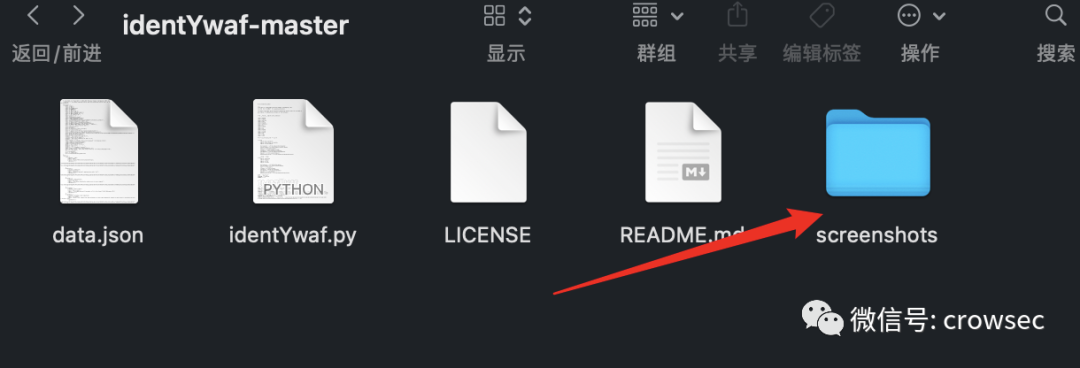 identYwaf-master
返回/前进
显示
群组
共享
编辑标签
操作
搜索
PYTHON
M↓
data.json
identYwaf.py
LICENSE
README.md
screenshots
微信号: crowsec